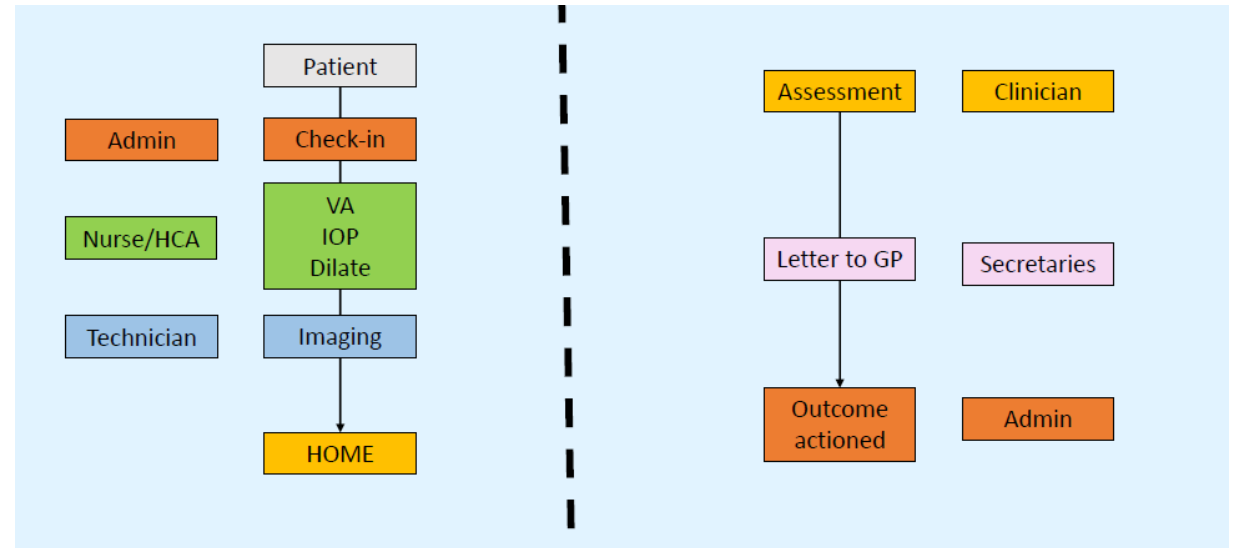 Patient
Admin
Check-in
Nurse/HCA
VA
IOP
Dilate
Technician
Imaging
HOME
Assessment
Clinician
Letter to GP
Secretaries
Outcome
actioned
Admin